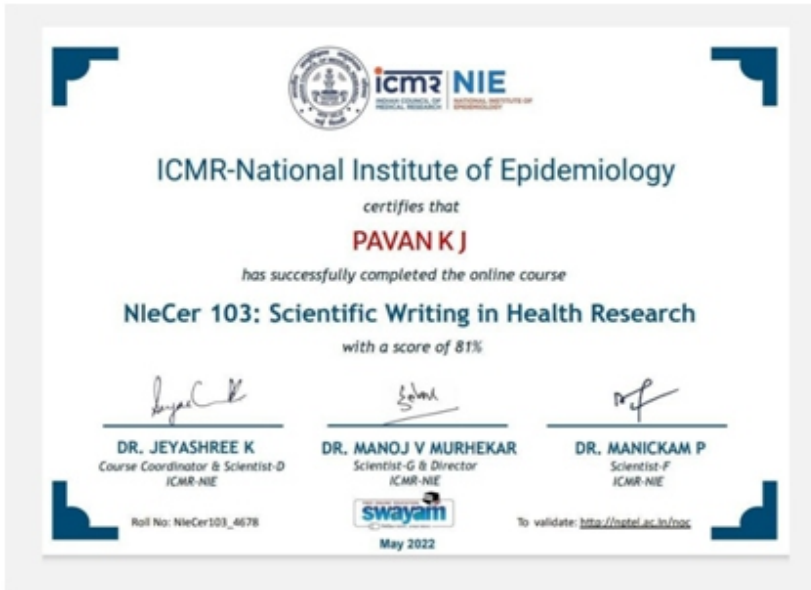 icmr NIE
INDIAN COUNCIL OF
MEDICAL RESEARCH
NATIONAL INSTITUTE OF
EPIDEMIOLOGY
ICMR-National Institute of Epidemiology
certifies that
PAVAN K J
has successfully completed the online course
NIeCer 103: Scientific Writing in Health Research
with a score of 81%
DR. JEYASHREE K
Course Coordinator & Scientist-D
ICMR-NIE
DR. MANOJ V MURHEKAR
Scientist-G & Director
ICMR-NIE
DR. MANICKAM P
Scientist-F
ICMR-NIE
Roll No: NIeCer103_4678
swayam
May 2022
To validate: http://nptel.ac.in/noc